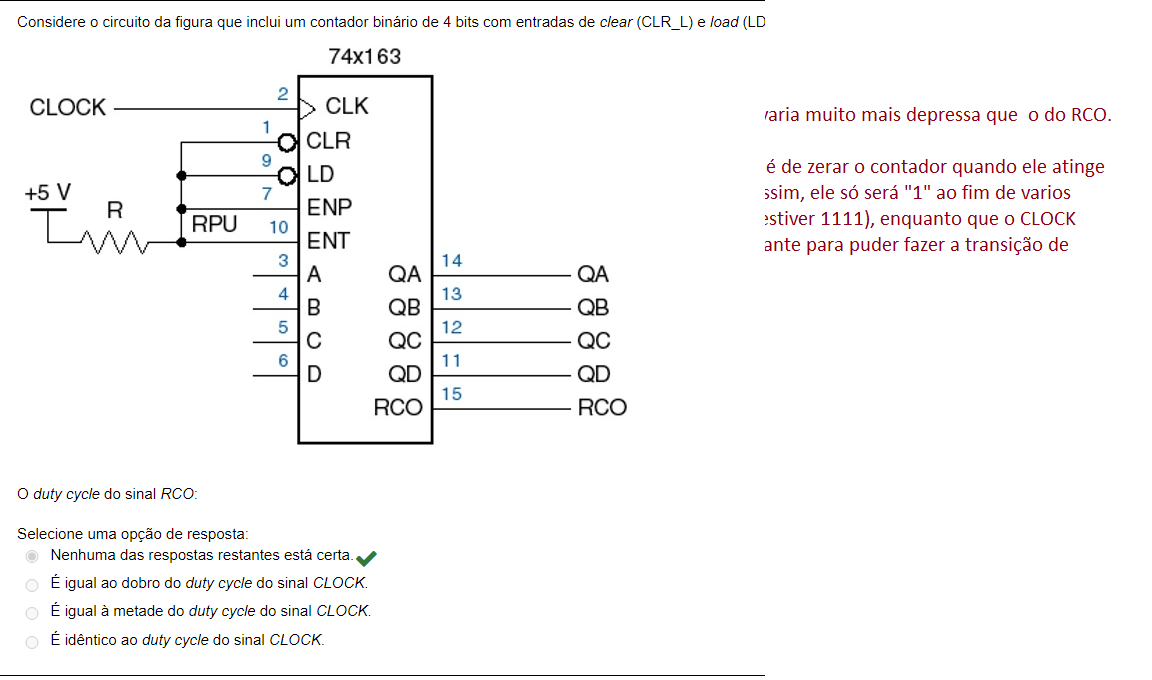 Considere o circuito da figura que inclui um contador binário de 4 bits com entradas de clear (CLR_L) e load (LD
74x163
CLOCK
2
CLK
1
CLR
9
LD
+5 V
7
R
ENP
RPU
10
ENT
3
A
QA
14
QA
4
B
QB
13
QB
5
C
QC
12
QC
6
D
QD
11
QD
RCO
15
RCO
varia muito mais depressa que o do RCO.
é de zerar o contador quando ele atinge
ssim, ele só será "1" ao fim de varios
estiver 1111), enquanto que o CLOCK
ante para puder fazer a transição de
O duty cycle do sinal RCO:
Selecione uma opção de resposta:
Nenhuma das respostas restantes está certa.
É igual ao dobro do duty cycle do sinal CLOCK.
É igual à metade do duty cycle do sinal CLOCK.
É idêntico ao duty cycle do sinal CLOCK.